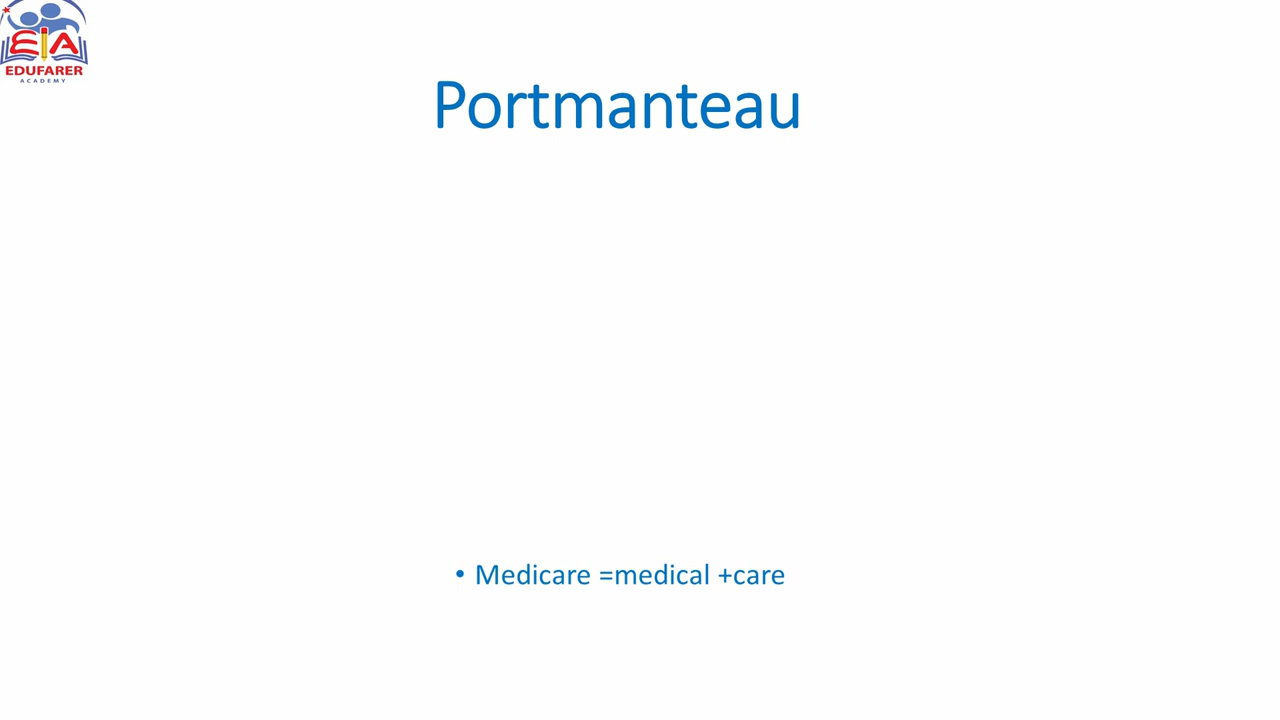 EIA
EDUFARER
ACADEMY
Portmanteau
• Medicare =medical +care